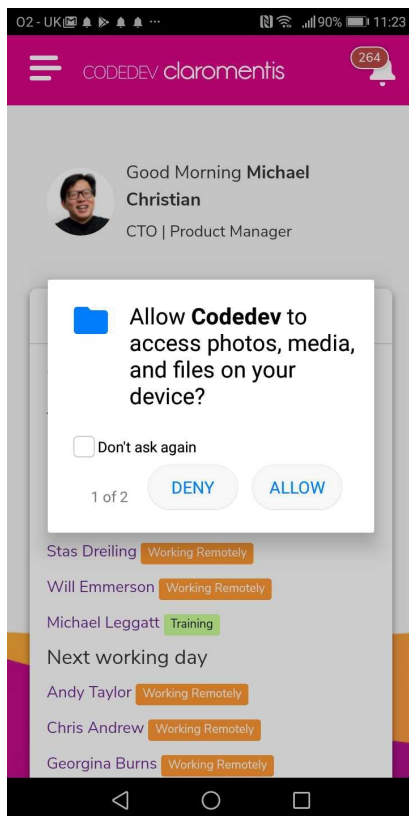 O2 - UK ... 90% 11:23
CODEDEV claromentis 264
Good Morning Michael
Christian
CTO | Product Manager
Allow Codedev to
access photos, media,
and files on your
device?
Don't ask again
1 of 2 DENY ALLOW
Stas Dreiling Working Remotely
Will Emmerson Working Remotely
Michael Leggatt Training
Next working day
Andy Taylor Working Remotely
Chris Andrew Working Remotely
Georgina Burns Working Remotely